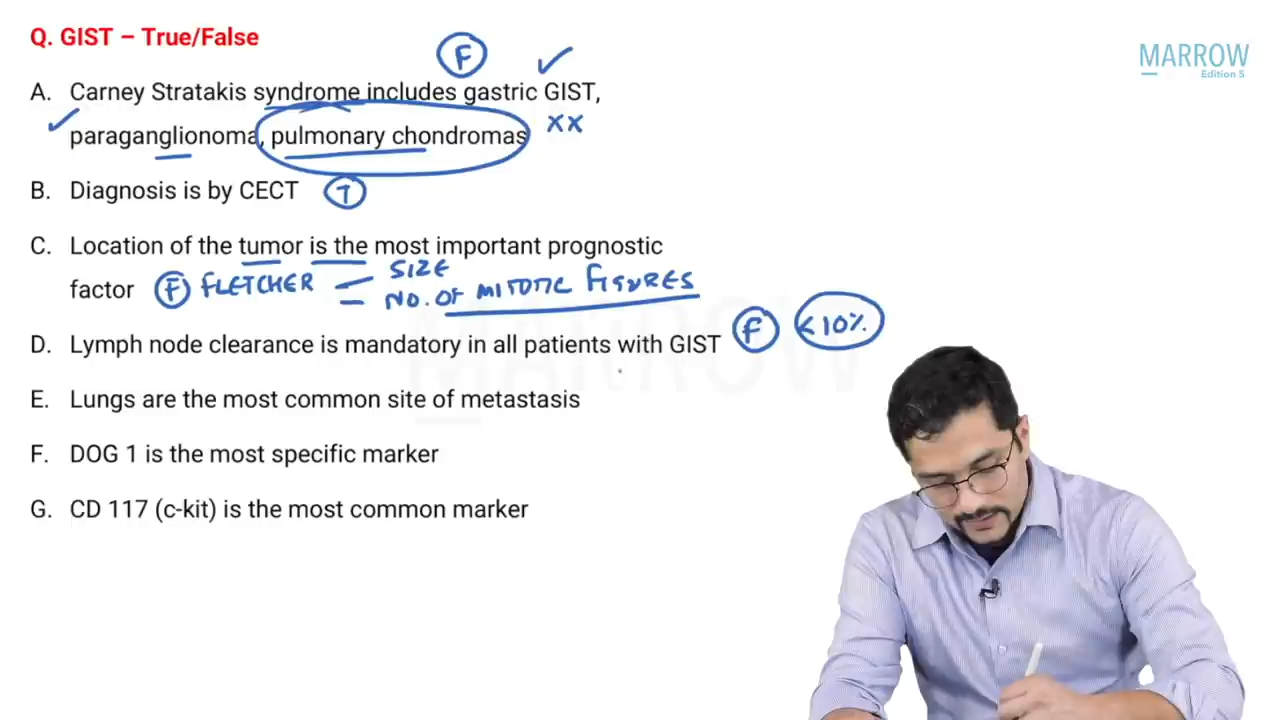 Q. GIST – True/False
MARROW
Edition 5
F
A. Carney Stratakis syndrome includes gastric GIST,
paraganglionoma, pulmonary chondromas
xx
B. Diagnosis is by CECT T
C. Location of the tumor is the most important prognostic
factor F FLETCHER SIZE
NO. OF MITOTIC FIGURES
D. Lymph node clearance is mandatory in all patients with GIST F <10%
MARROW
E. Lungs are the most common site of metastasis
F. DOG 1 is the most specific marker
G. CD 117 (c-kit) is the most common marker